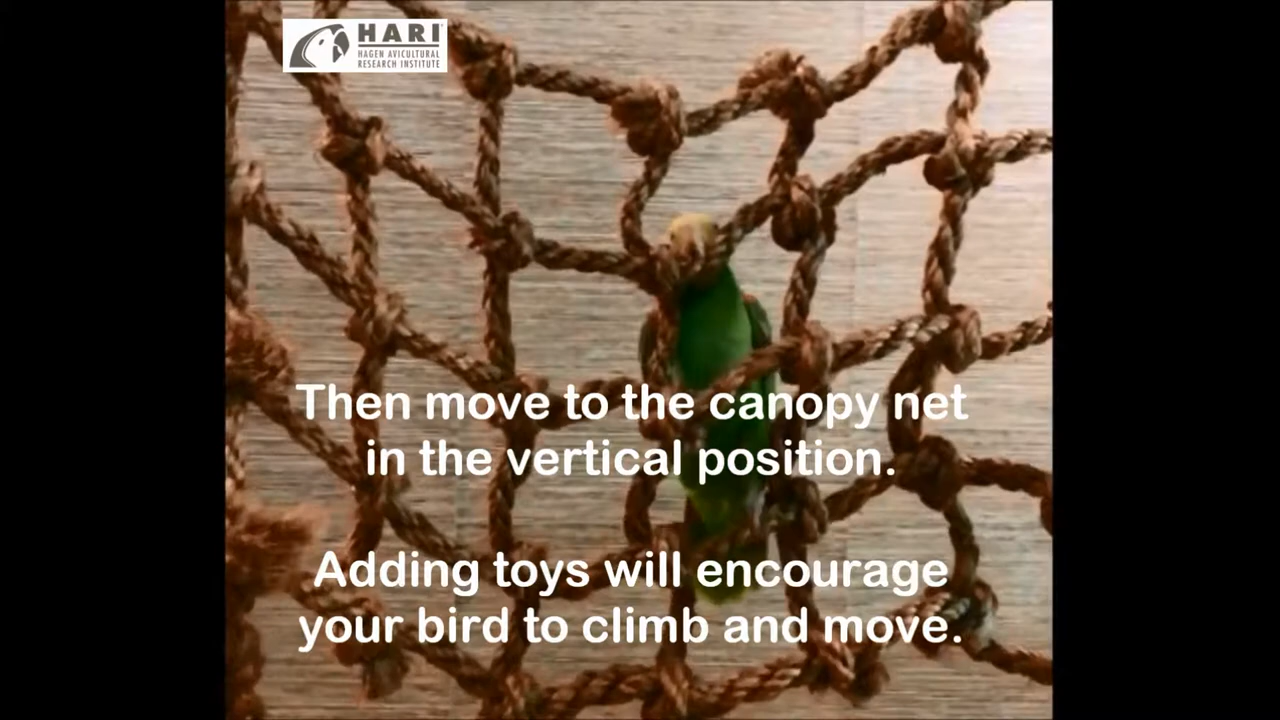 HARI
HAGEN AVICULTURAL
RESEARCH INSTITUTE
Then move to the canopy net
in the vertical position.
Adding toys will encourage
your bird to climb and move.